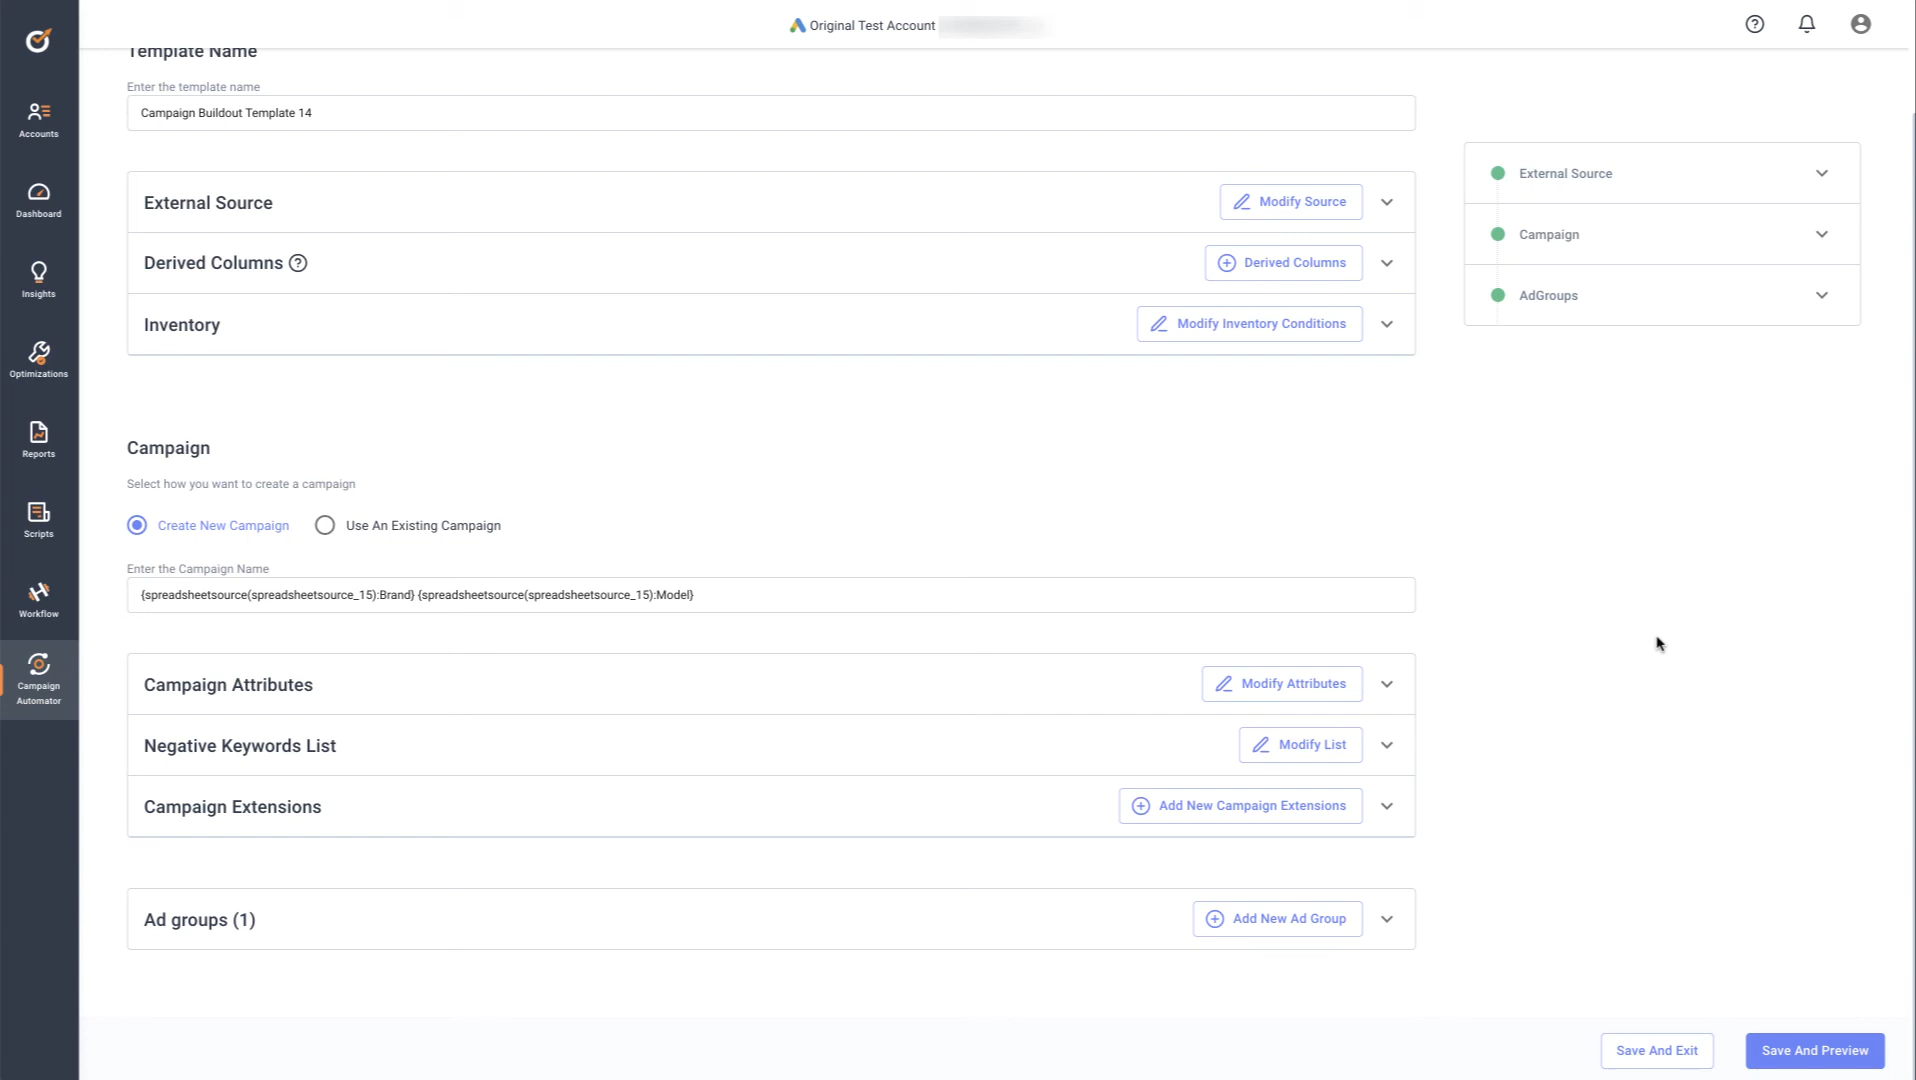 Original Test Account
Accounts
Dashboard
Insights
Optimizations
Reports
Scripts
Workflow
Campaign
Automator
Template Name
Enter the template name
Campaign Buildout Template 14
External Source
Modify Source
Derived Columns
Derived Columns
Inventory
Modify Inventory Conditions
External Source
Campaign
AdGroups
Campaign
Select how you want to create a campaign
Create New Campaign
Use An Existing Campaign
Enter the Campaign Name
{spreadsheetsource(spreadsheetsource_15):Brand} {spreadsheetsource(spreadsheetsource_15):Model}
Campaign Attributes
Modify Attributes
Negative Keywords List
Modify List
Campaign Extensions
Add New Campaign Extensions
Ad groups (1)
Add New Ad Group
Save And Exit
Save And Preview